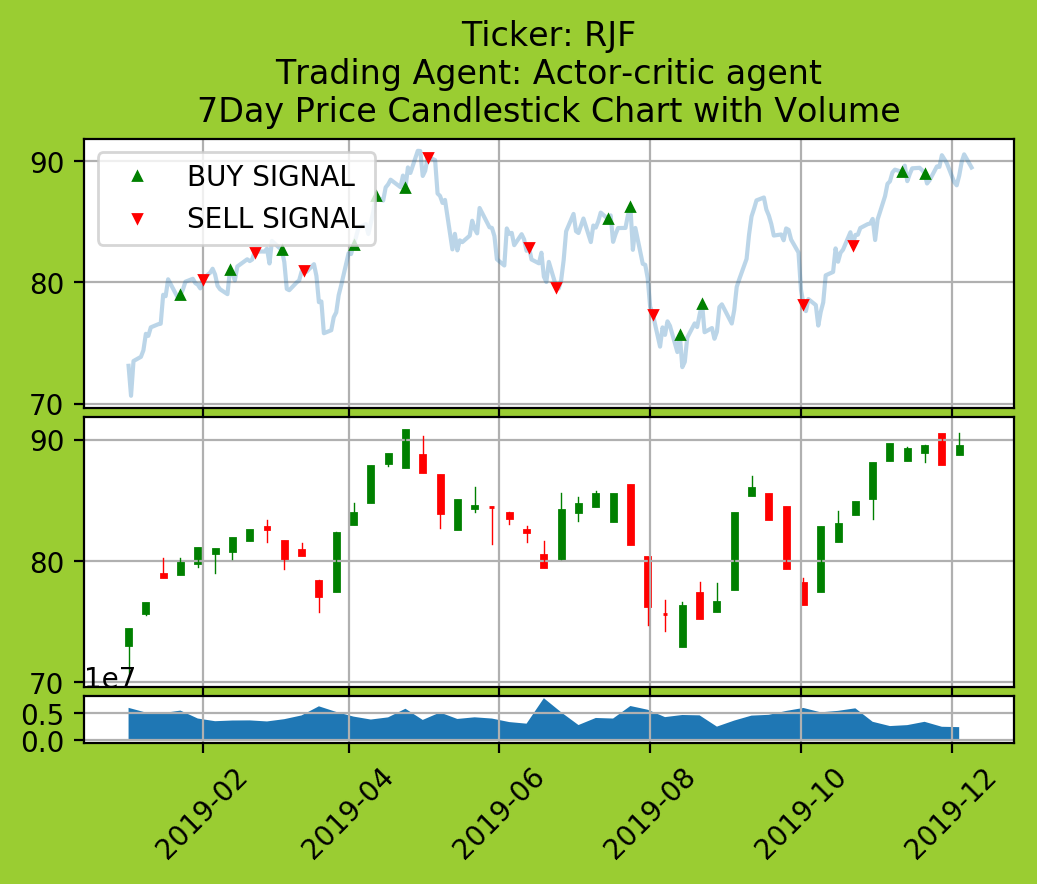 Ticker: RJF
Trading Agent: Actor-critic agent
7Day Price Candlestick Chart with Volume
90
80
70
BUY SIGNAL
SELL SIGNAL
90
80
70
1e7
0.5
0.0
2019-02
2019-04
2019-06
2019-08
2019-10
2019-12